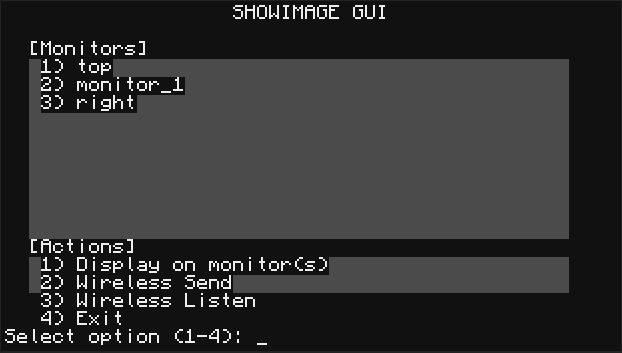 SHOWIMAGE GUI
[Monitors]
1) top
2) monitor_1
3) right
[Actions]
1) Display on monitor(s)
2) Wireless Send
3) Wireless Listen
4) Exit
Select option (1-4): _